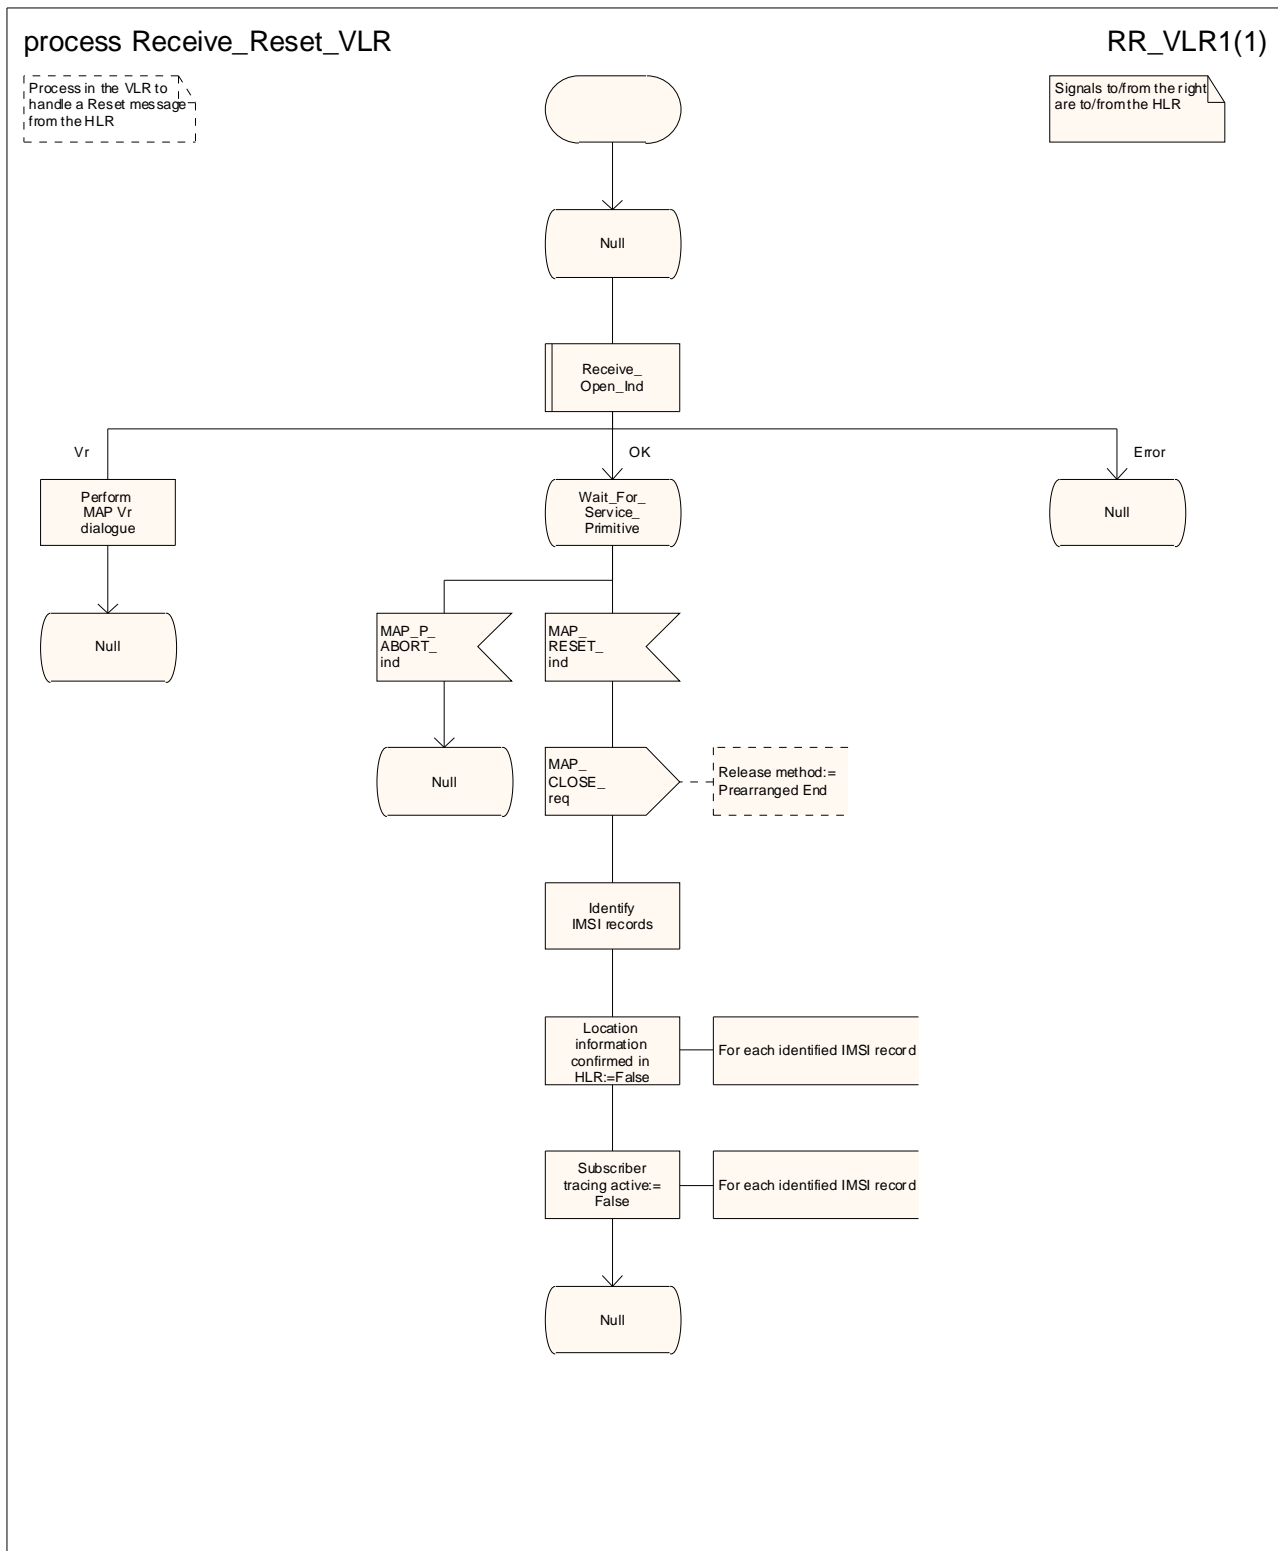 process Receive_Reset_VLR
RR_VLR1(1)
Process in the VLR to
handle a Reset message
from the HLR
Signals to/from the right
are to/from the HLR
Null
Receive_
Open_Ind
Vr
OK
Error
Perform
MAP Vr
dialogue
Wait_For_
Service_
Primitive
Null
Null
MAP_P_
ABORT_
ind
MAP_
RESET_
ind
Null
MAP_
CLOSE_
req
Release method:=
Prearranged End
Identify
IMSI records
Location
information
confirmed in
HLR:=False
For each identified IMSI record
Subscriber
tracing active:=
False
For each identified IMSI record
Null